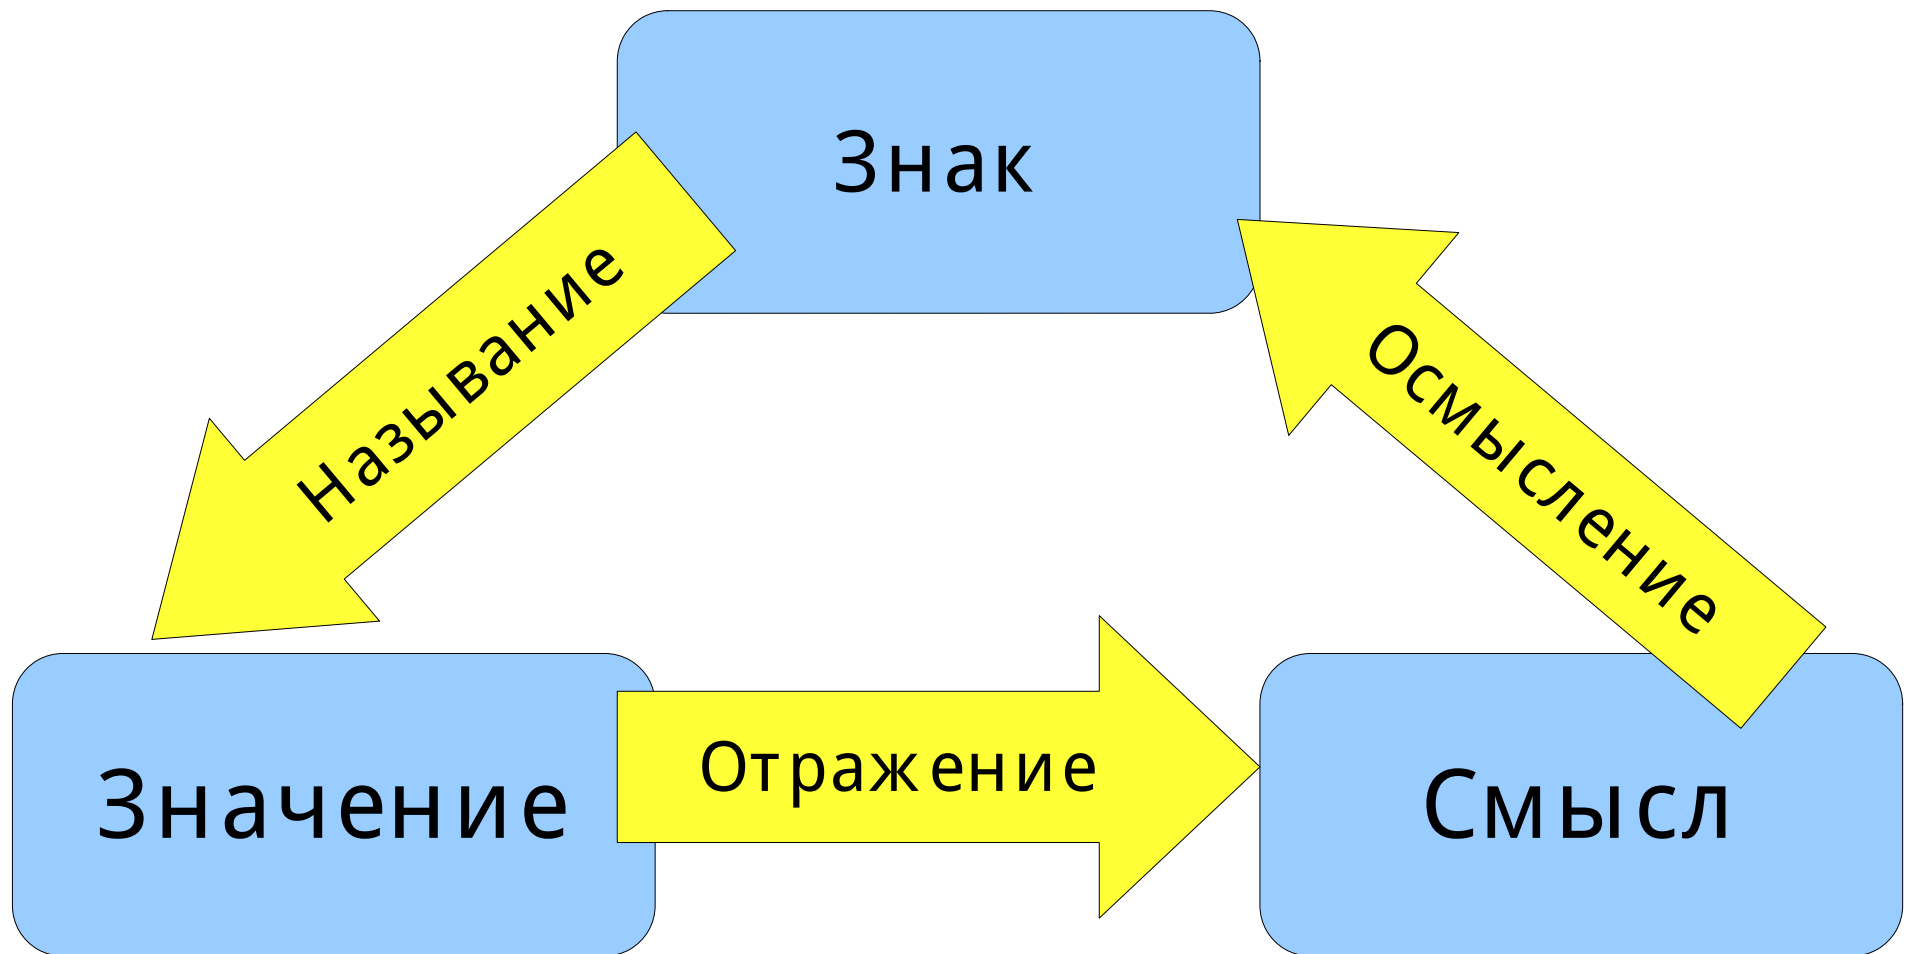 Знак
Называние
Осмысление
Отражение
Значение
Смысл